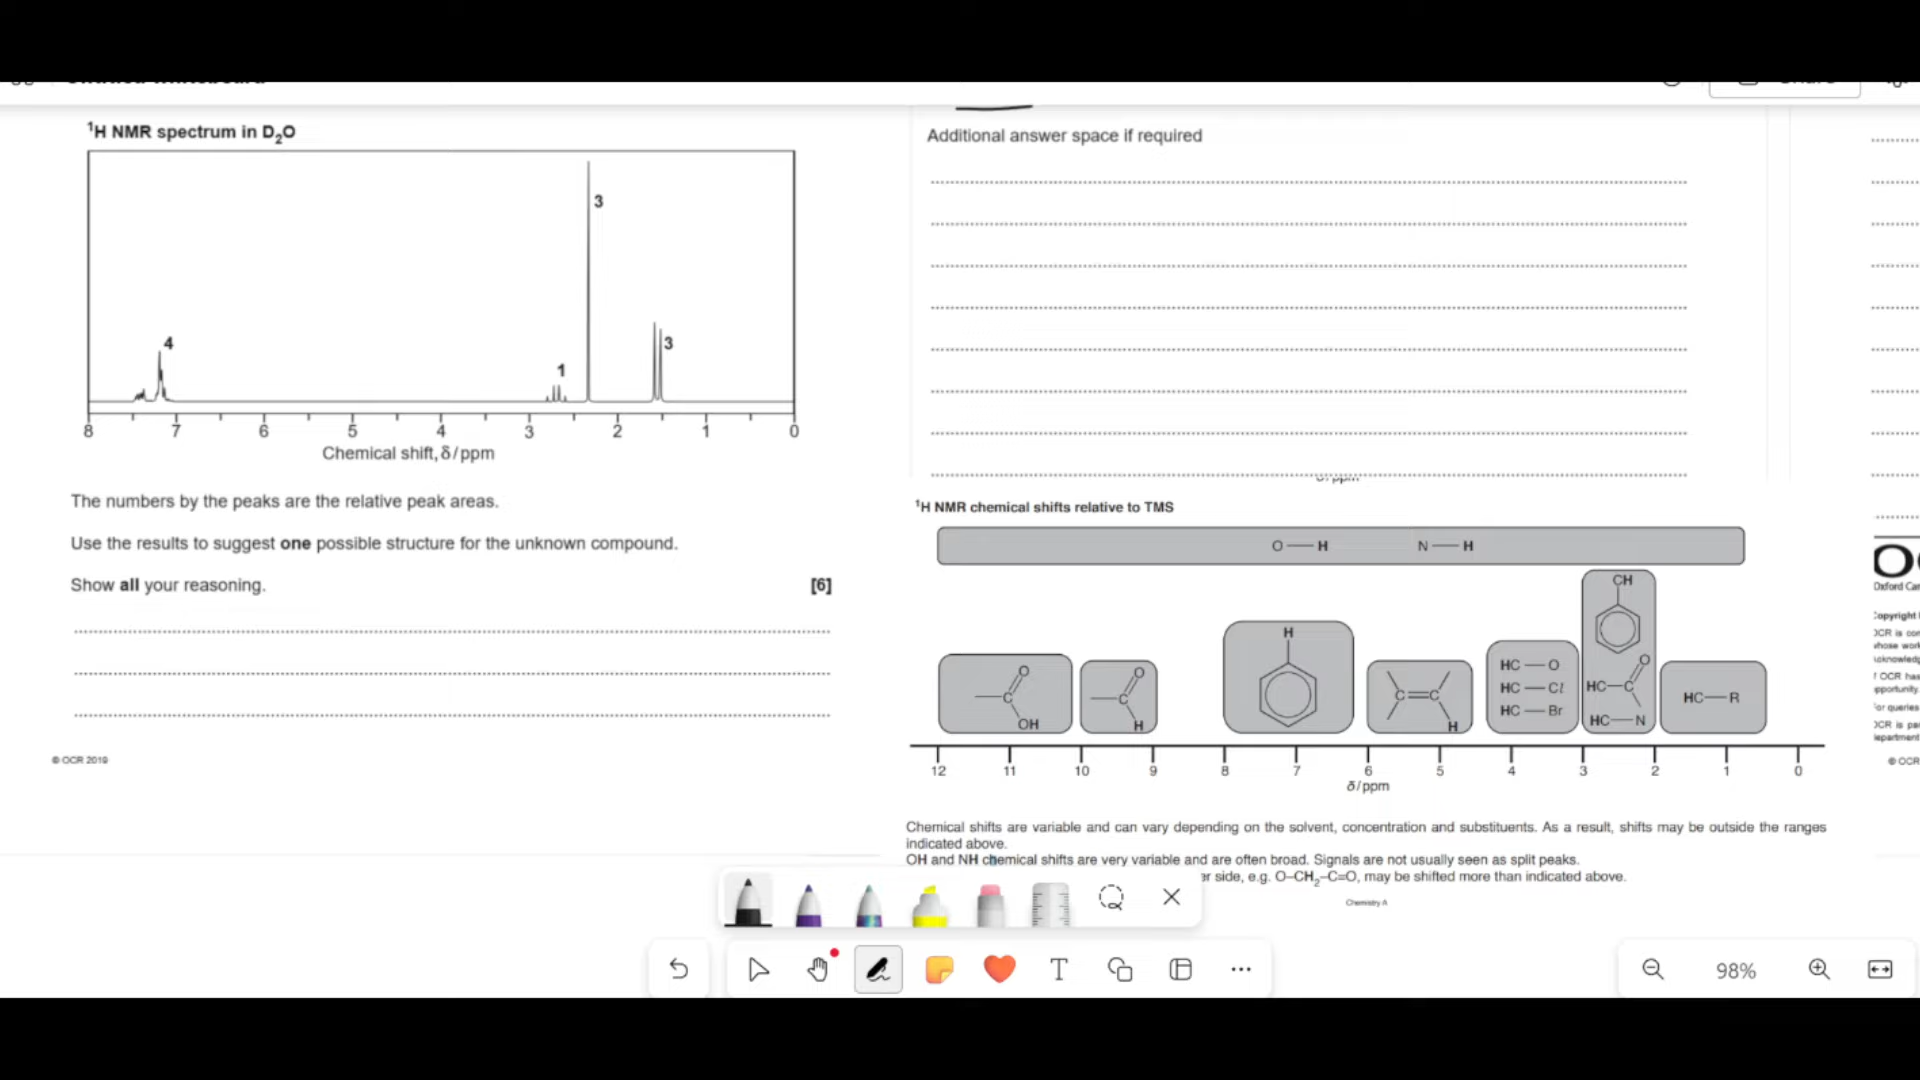 ¹H NMR spectrum in D₂O
3
4
1
3
8 7 6 5 4 3 2 1 0
Chemical shift, δ/ppm
The numbers by the peaks are the relative peak areas.
Use the results to suggest one possible structure for the unknown compound.
Show all your reasoning. [6]
© OCR 2019
Additional answer space if required
¹H NMR chemical shifts relative to TMS
O — H N — H
CH
H
O
C
OH
O
C
H
C=C
H
HC — O
HC — Cl
HC — Br
O
HC—C
HC—N
HC—R
12 11 10 9 8 7 6 5 4 3 2 1 0
δ/ppm
Chemical shifts are variable and can vary depending on the solvent, concentration and substituents. As a result, shifts may be outside the ranges
indicated above.
OH and NH chemical shifts are very variable and are often broad. Signals are not usually seen as split peaks.
er side, e.g. O–CH₂–C=O, may be shifted more than indicated above.
Chemistry A
Oxford Ca
© OCR
98%